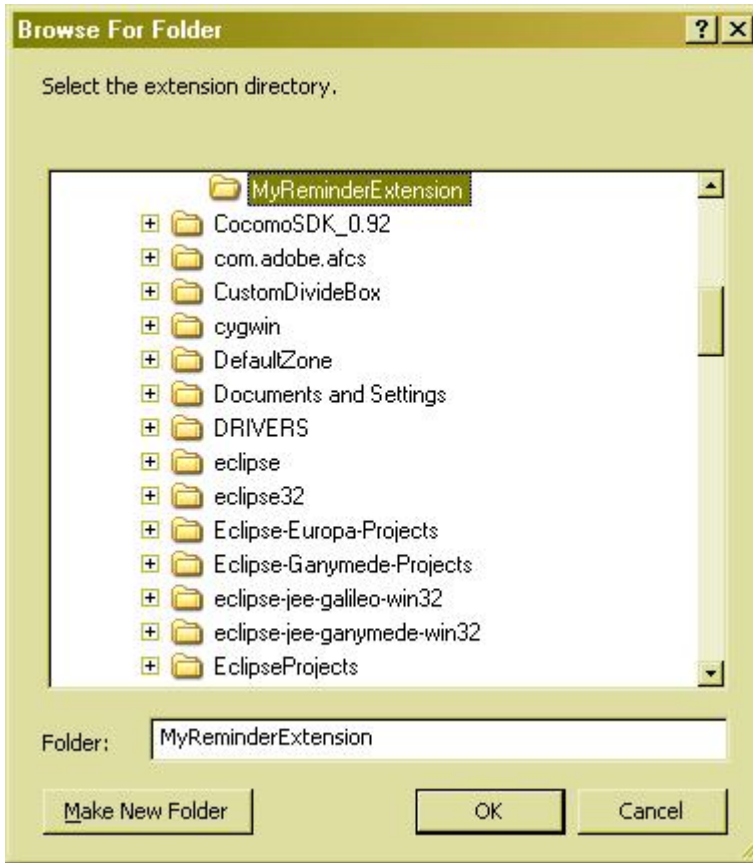 Browse For Folder
Select the extension directory.
MyReminderExtension
CocomoSDK_0.92
com.adobe.afcs
CustomDivideBox
cygwin
DefaultZone
Documents and Settings
DRIVERS
eclipse
eclipse32
Eclipse-Europa-Projects
Eclipse-Ganymede-Projects
eclipse-jee-galileo-win32
eclipse-jee-ganymede-win32
EclipseProjects
Folder: MyReminderExtension
Make New Folder OK Cancel